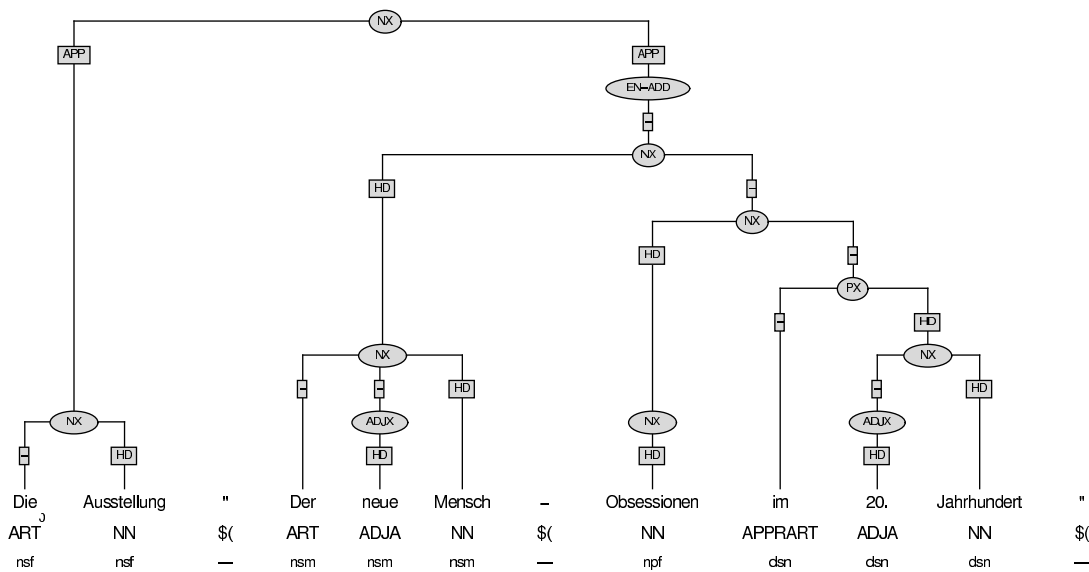 NX
APP APP
EN–ADD
–
NX
HD –
NX
HD –
PX
– HD
NX NX
– – HD – HD
NX ADJX NX ADJX
– HD HD HD HD
Die Ausstellung " Der neue Mensch – Obsessionen im 20. Jahrhundert "
ART NN $( ART ADJA NN $( NN APPRART ADJA NN $(
nsf nsf — nsm nsm nsm — npf dsn dsn dsn —